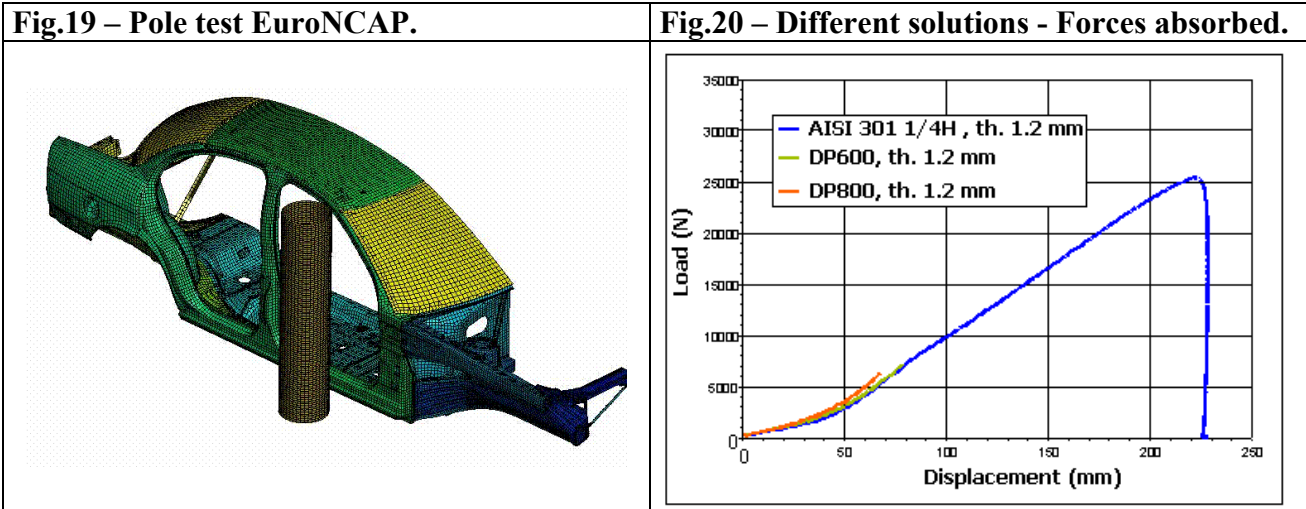 Fig.19 – Pole test EuroNCAP.
Fig.20 – Different solutions - Forces absorbed.
35000
30000
25000
20000
15000
10000
5000
0
AISI 301 1/4H , th. 1.2 mm
DP600, th. 1.2 mm
DP800, th. 1.2 mm
Load (N)
0
50
100
150
200
250
Displacement (mm)